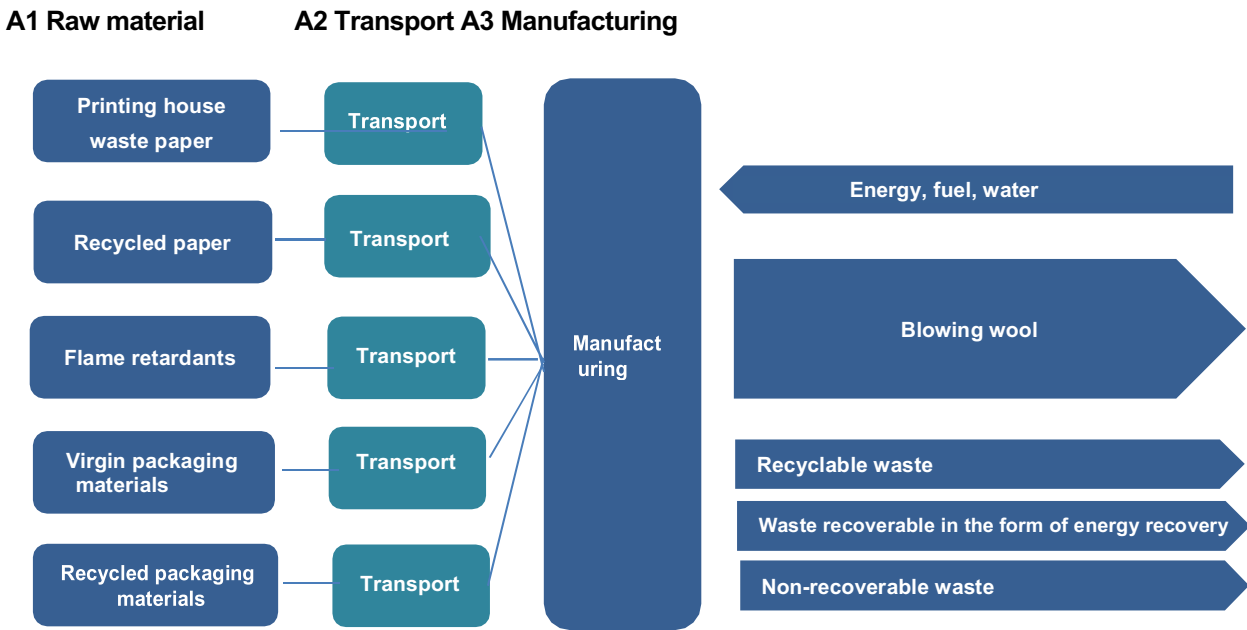 A1 Raw material A2 Transport A3 Manufacturing
Printing house
waste paper
Transport
Recycled paper
Transport
Flame retardants
Transport
Virgin packaging
materials
Transport
Recycled packaging
materials
Transport
Manufact
uring
Energy, fuel, water
Blowing wool
Recyclable waste
Waste recoverable in the form of energy recovery
Non-recoverable waste